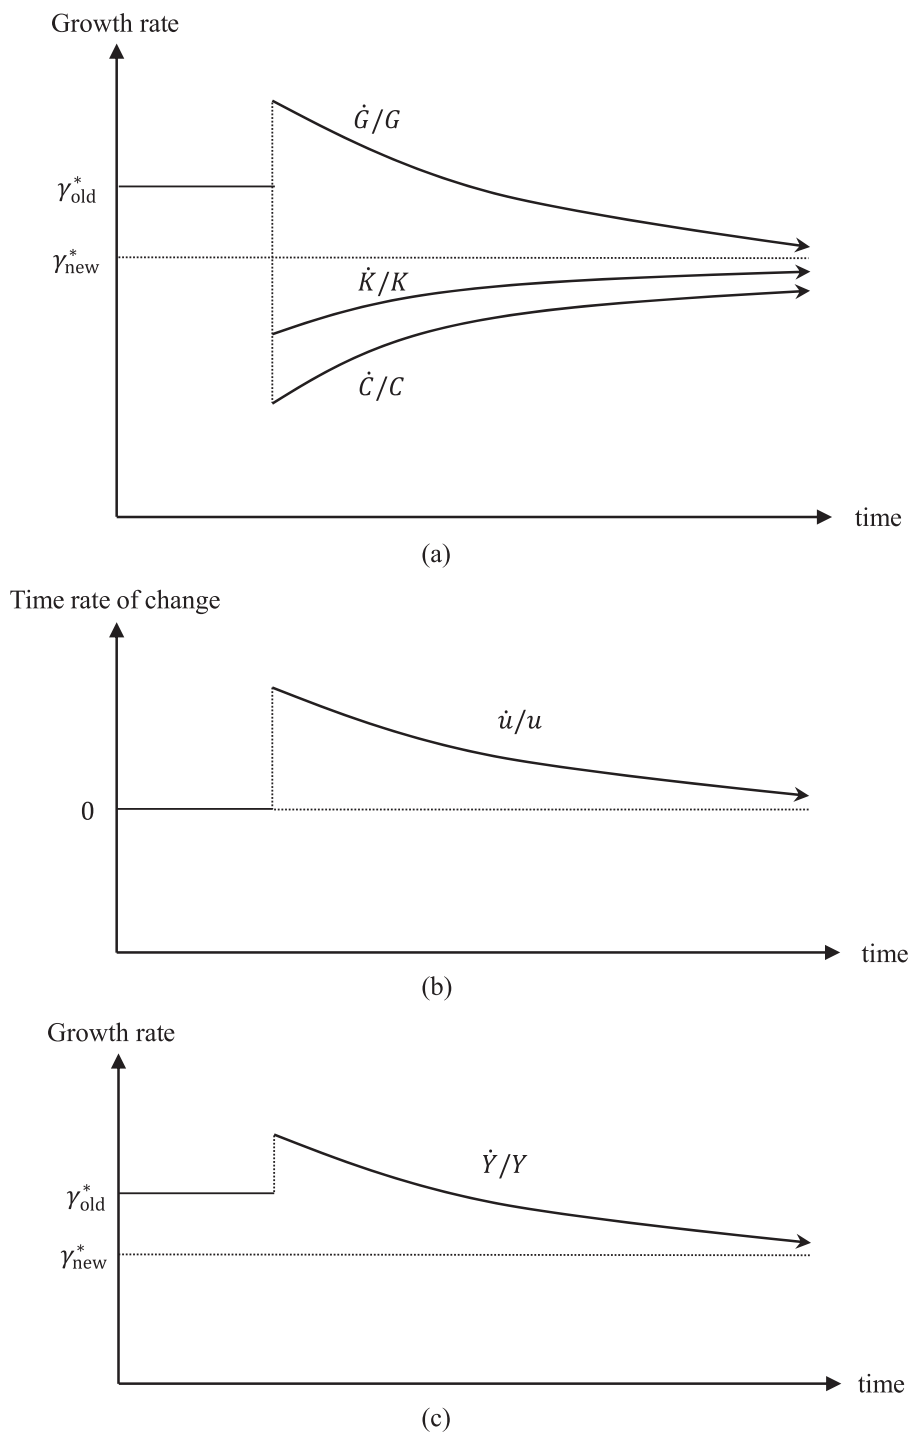 Growth rate
Ġ/G
γ*old
γ*new
K̇/K
Ċ/C
time
(a)
Time rate of change
u̇/u
0
time
(b)
Growth rate
Ẏ/Y
γ*old
γ*new
time
(c)